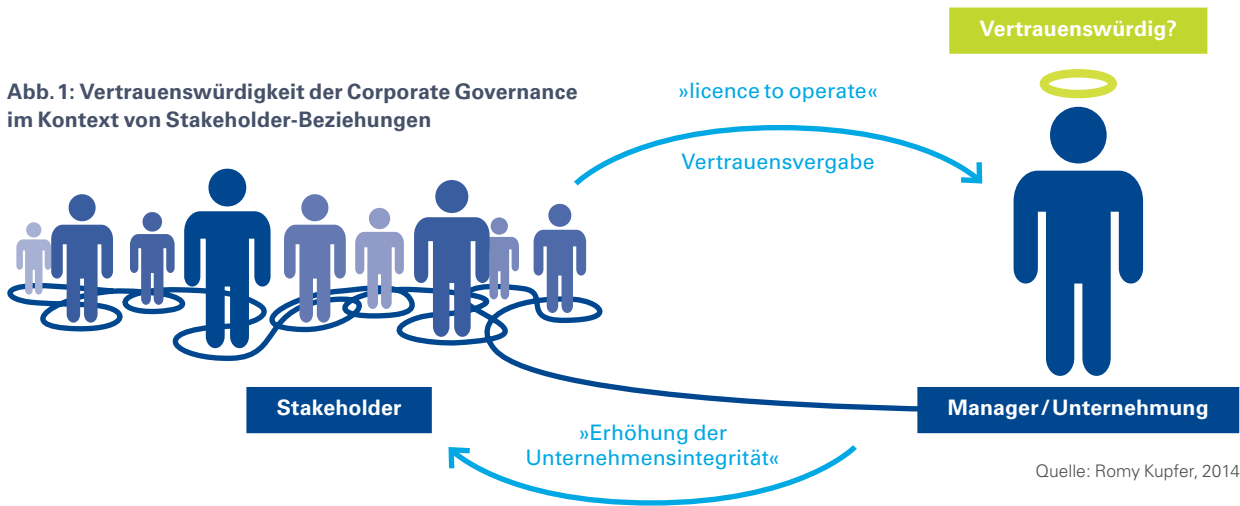 Vertrauenswürdig?
Abb. 1: Vertrauenswürdigkeit der Corporate Governance
im Kontext von Stakeholder-Beziehungen
»licence to operate«
Vertrauensvergabe
Stakeholder
Manager/Unternehmung
»Erhöhung der
Unternehmensintegrität«
Quelle: Romy Kupfer, 2014